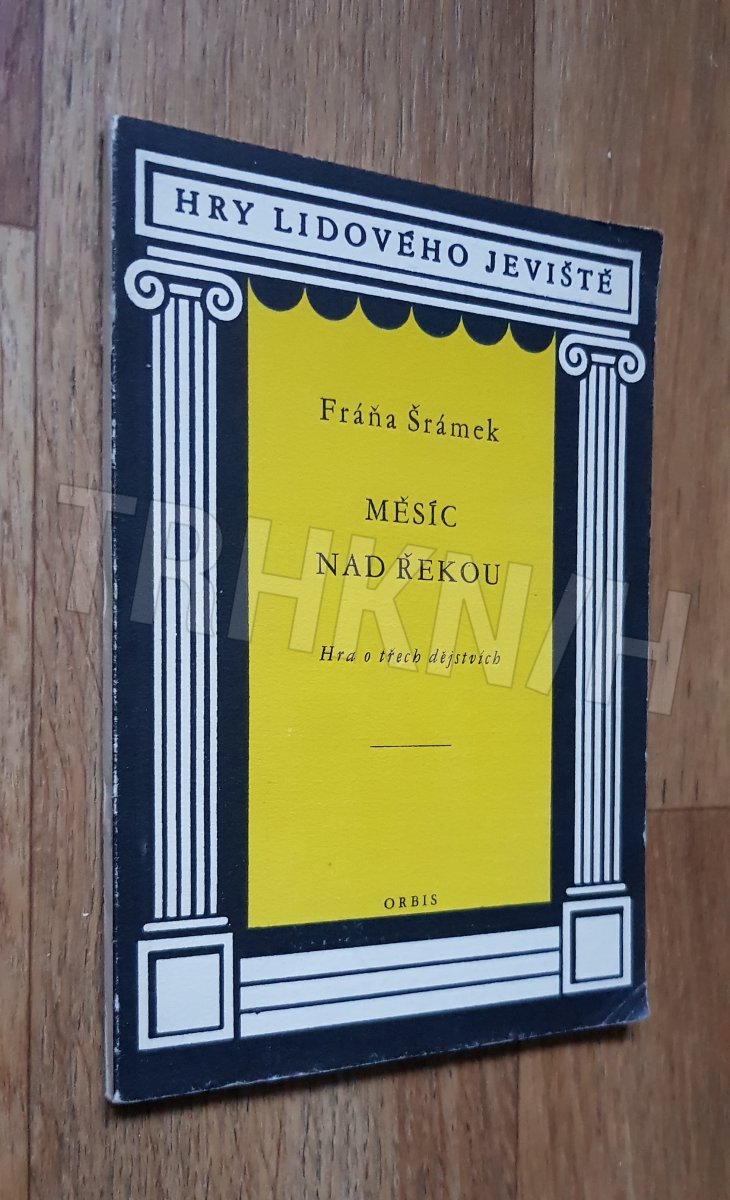 HRY LIDOVÉHO JEVIŠTĚ
Fráňa Šrámek
MĚSÍC
NAD ŘEKOU
Hra o třech dějstvích
ORBIS
TRHKNIH